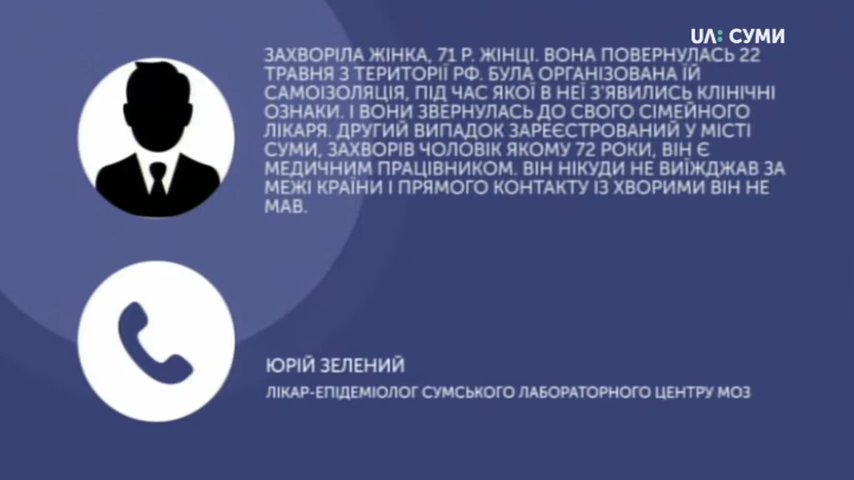 UA: СУМИ
ЗАХВОРІЛА ЖІНКА, 71 Р. ЖІНЦІ. ВОНА ПОВЕРНУЛАСЬ 22
ТРАВНЯ З ТЕРИТОРІЇ РФ. БУЛА ОРГАНІЗОВАНА ЇЙ
САМОІЗОЛЯЦІЯ, ПІД ЧАС ЯКОЇ В НЕЇ З'ЯВИЛИСЬ КЛІНІЧНІ
ОЗНАКИ. І ВОНИ ЗВЕРНУЛАСЬ ДО СВОГО СІМЕЙНОГО
ЛІКАРЯ. ДРУГИЙ ВИПАДОК ЗАРЕЄСТРОВАНИЙ У МІСТІ
СУМИ, ЗАХВОРІВ ЧОЛОВІК ЯКОМУ 72 РОКИ, ВІН Є
МЕДИЧНИМ ПРАЦІВНИКОМ. ВІН НІКУДИ НЕ ВИЇЖДЖАВ ЗА
МЕЖІ КРАЇНИ І ПРЯМОГО КОНТАКТУ ІЗ ХВОРИМИ ВІН НЕ
МАВ.
ЮРІЙ ЗЕЛЕНИЙ
ЛІКАР-ЕПІДЕМІОЛОГ СУМСЬКОГО ЛАБОРАТОРНОГО ЦЕНТРУ МОЗ